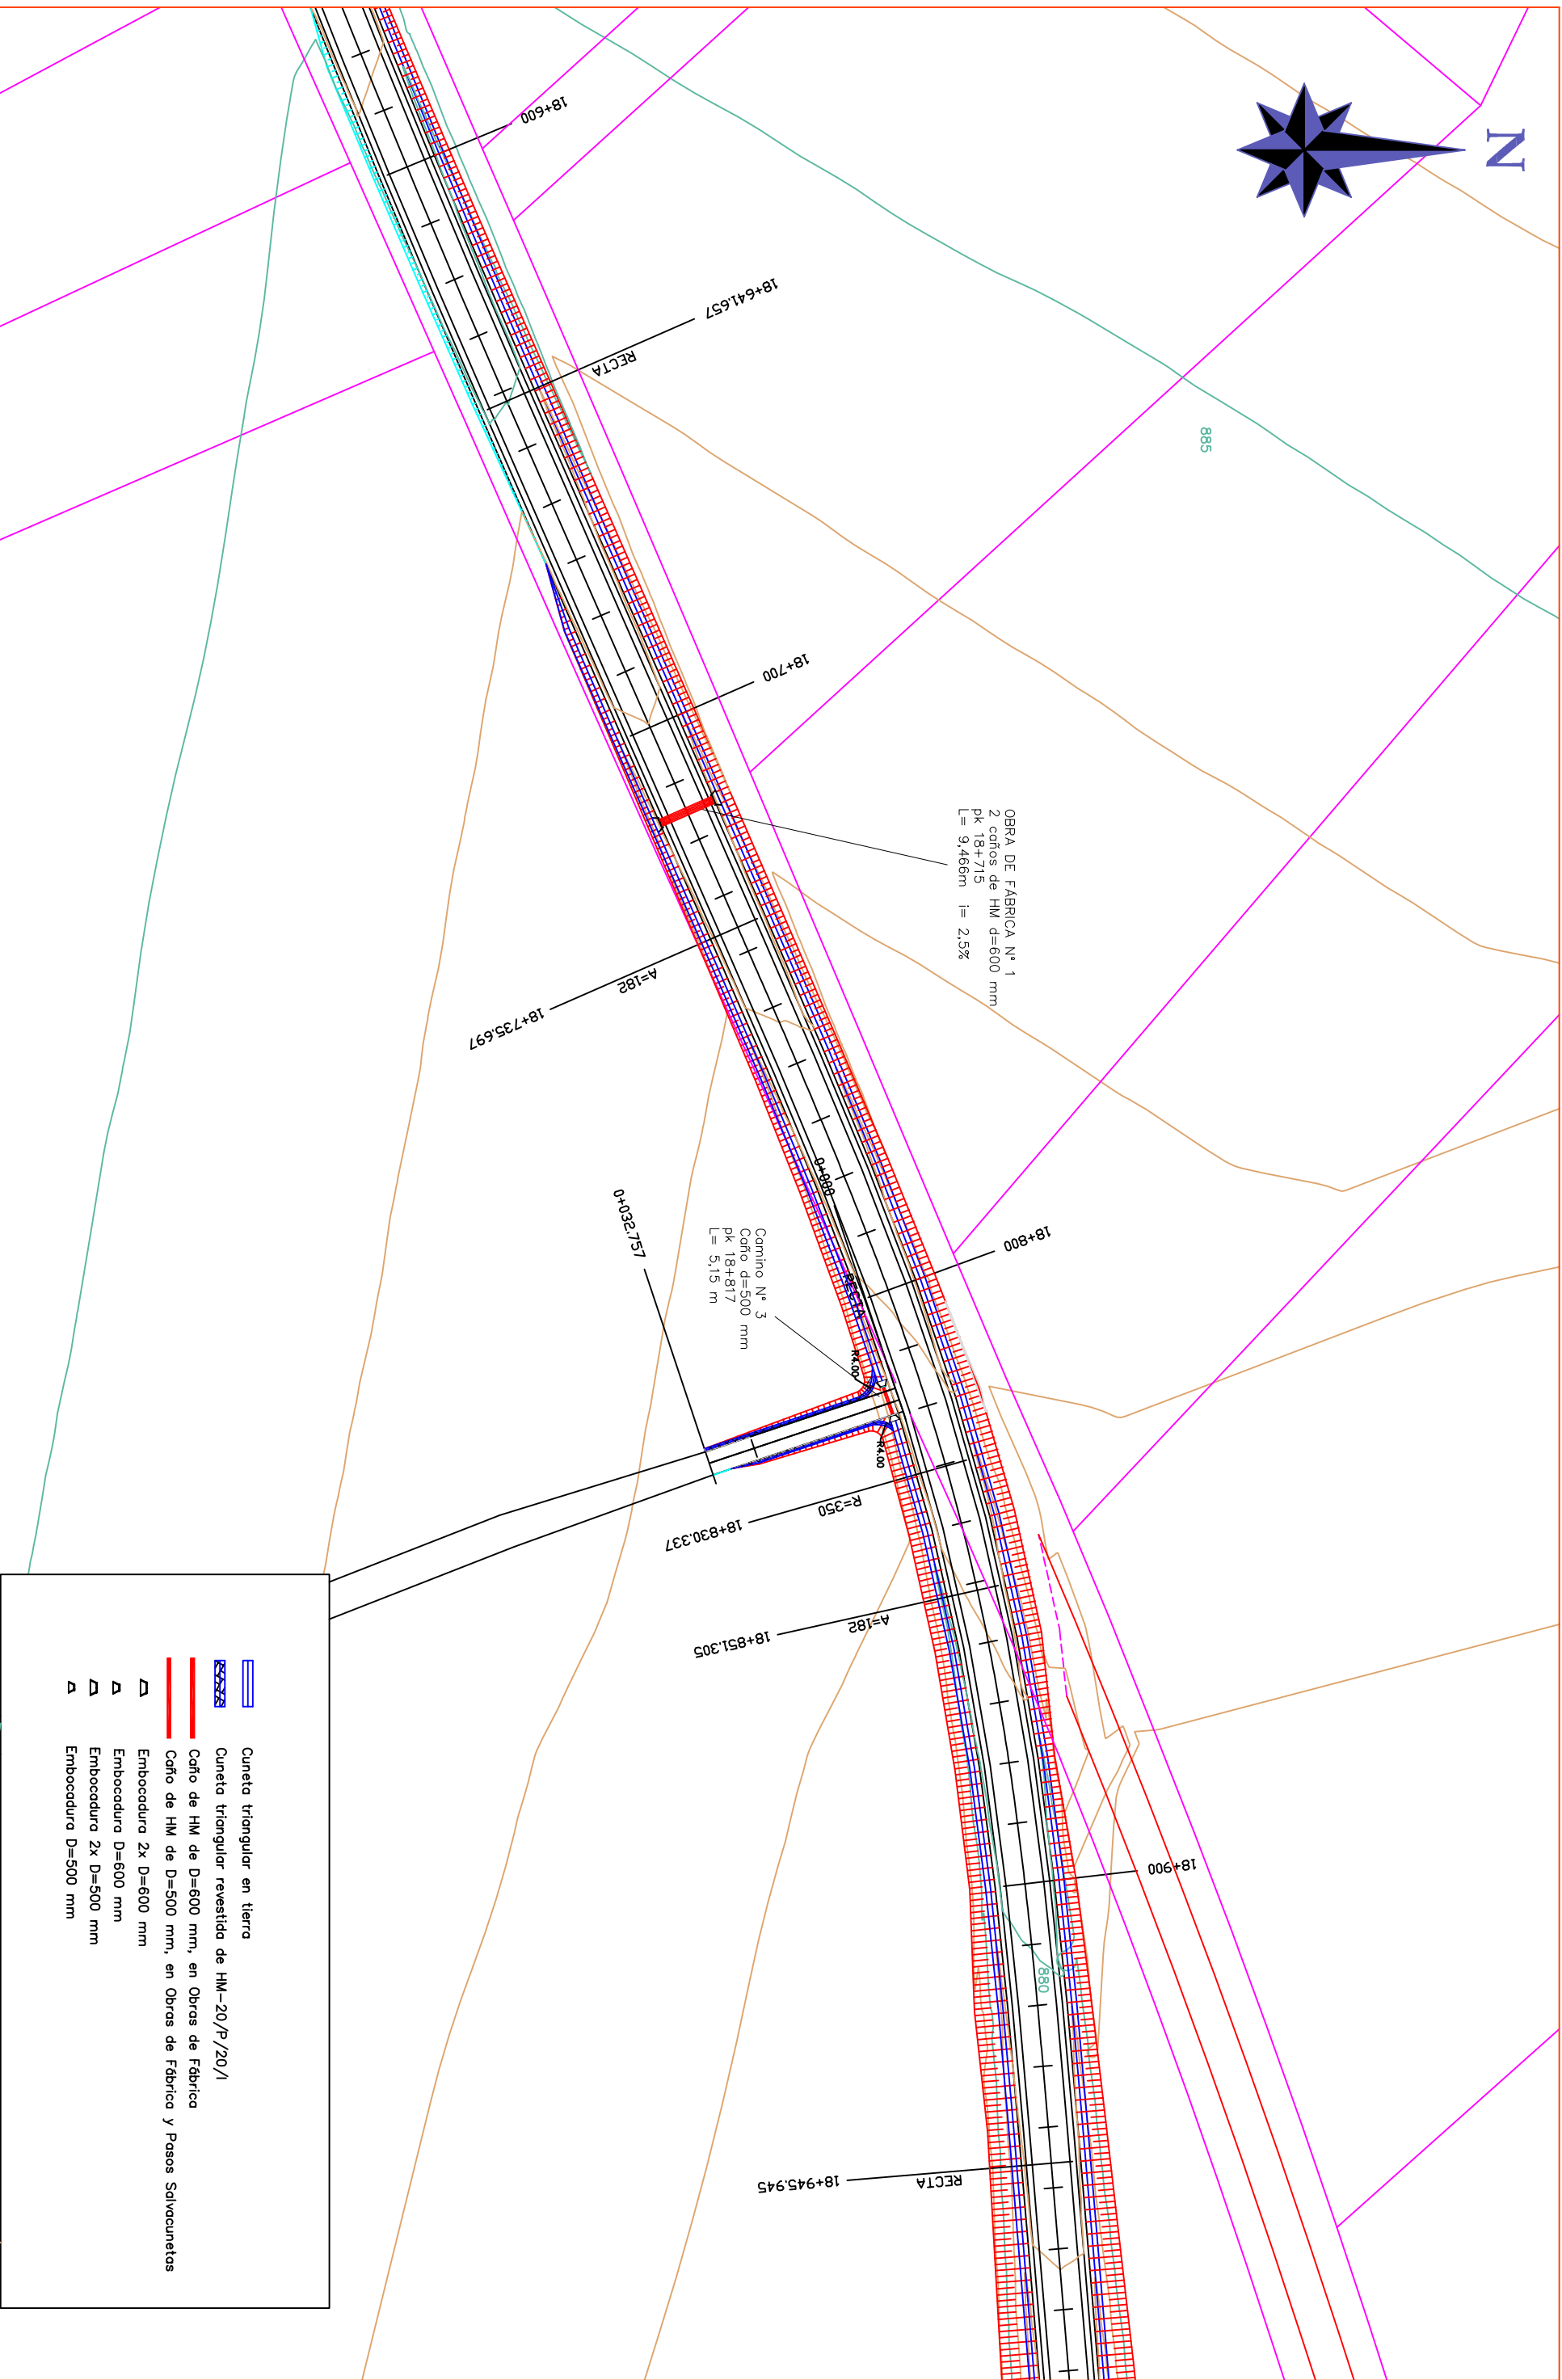 N
18+600
18+641.657
RECTA
885
18+700
OBRA DE FÁBRICA Nº 1
2 caños de HM d=600 mm
pk 18+715
L= 9,466m i= 2,5%
A=182
18+735.697
0+000
RECTA
18+800
0+032.757
Camino Nº 3
Caño d=500 mm
pk 18+817
L= 5,15 m
R4.00
R4.00
R=350
18+830.337
A=182
18+851.305
18+900
880
RECTA
18+945.945
Cuneta triangular en tierra
Cuneta triangular revestida de HM-20/P/20/I
Caño de HM de D=600 mm, en Obras de Fábrica
Caño de HM de D=500 mm, en Obras de Fábrica y Pasos Salvacunetas
Embocadura 2x D=600 mm
Embocadura D=600 mm
Embocadura 2x D=500 mm
Embocadura D=500 mm